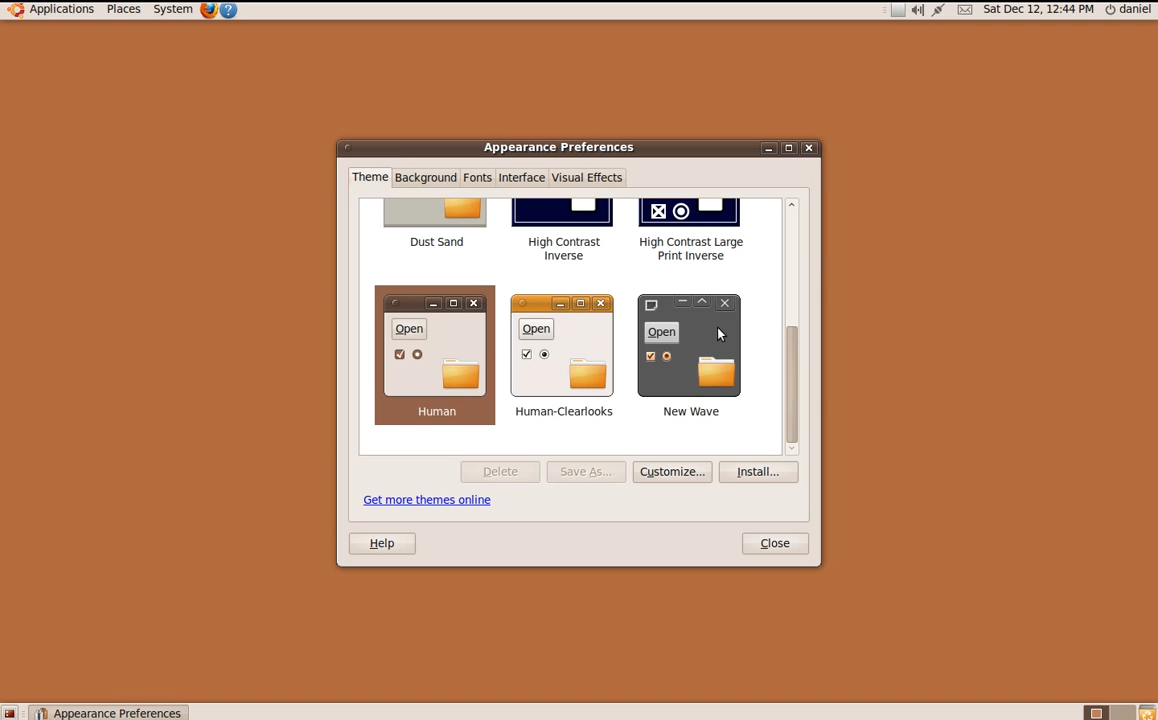 Applications Places System Sat Dec 12, 12:44 PM daniel
Appearance Preferences
Theme Background Fonts Interface Visual Effects
Dust Sand High Contrast Inverse High Contrast Large Print Inverse
Open Open Open
Human Human-Clearlooks New Wave
Delete Save As... Customize... Install...
Get more themes online
Help Close
Appearance Preferences